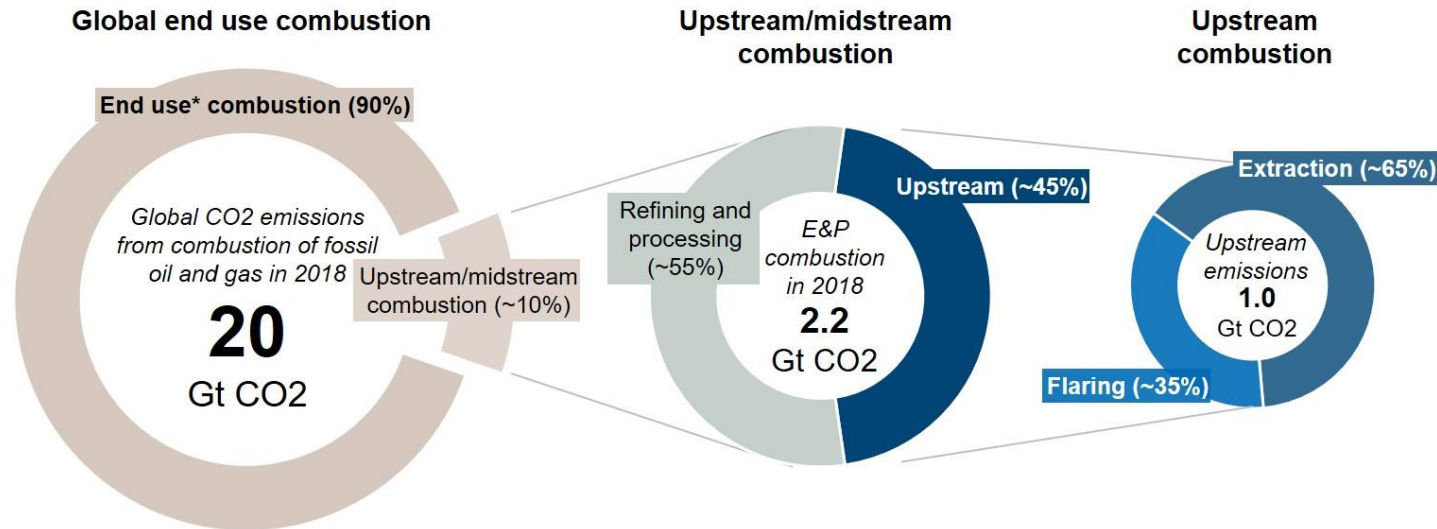 Global end use combustion
End use* combustion (90%)
Global CO2 emissions
from combustion of fossil
oil and gas in 2018
20
Gt CO2
Upstream/midstream
combustion (~10%)
Upstream/midstream
combustion
Refining and
processing
(~55%)
Upstream (~45%)
E&P
combustion
in 2018
2.2
Gt CO2
Upstream
combustion
Extraction (~65%)
Upstream
emissions
1.0
Gt CO2
Flaring (~35%)